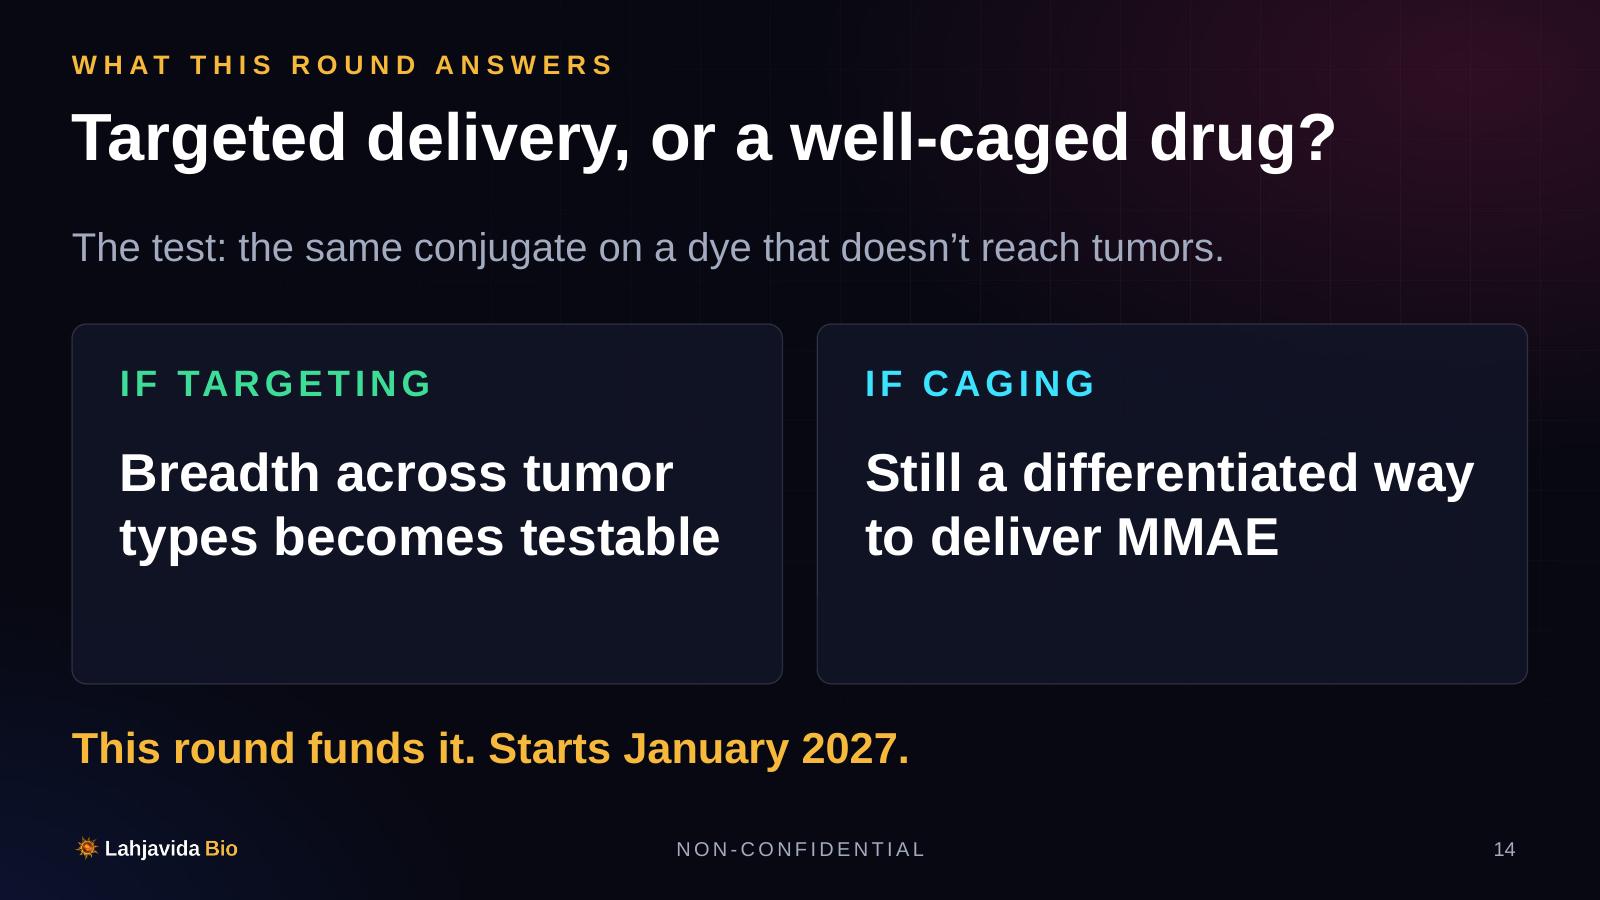 WHAT THIS ROUND ANSWERS
Targeted delivery, or a well-caged drug?
The test: the same conjugate on a dye that doesn’t reach tumors.
IF TARGETING
Breadth across tumor
types becomes testable
IF CAGING
Still a differentiated way
to deliver MMAE
This round funds it. Starts January 2027.
Lahjavida Bio
NON-CONFIDENTIAL
14